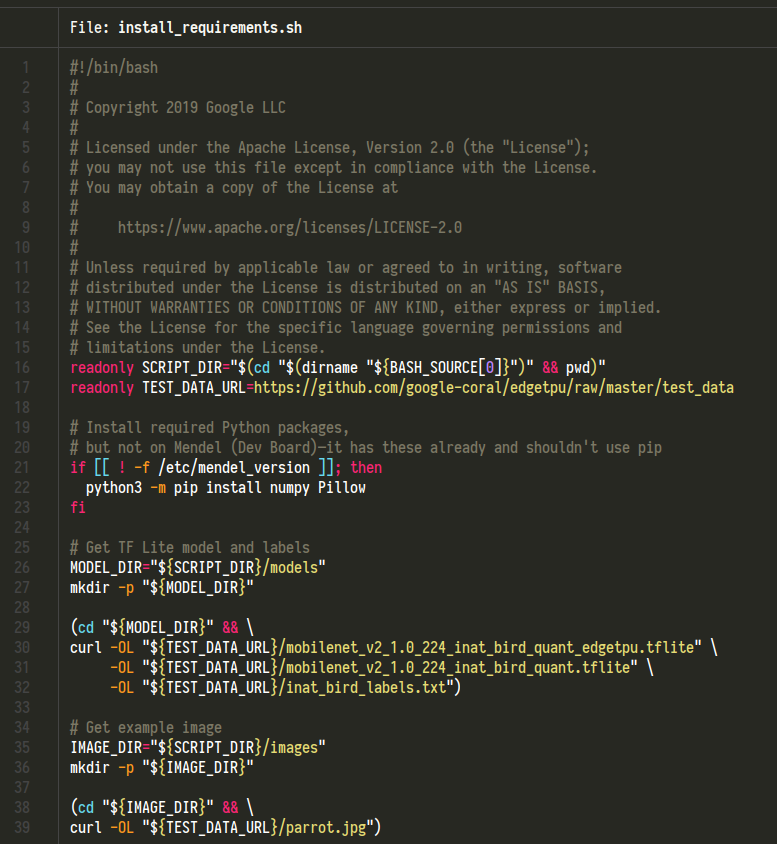 File: install_requirements.sh
1 #!/bin/bash
2 #
3 # Copyright 2019 Google LLC
4 #
5 # Licensed under the Apache License, Version 2.0 (the "License");
6 # you may not use this file except in compliance with the License.
7 # You may obtain a copy of the License at
8 #
9 #     https://www.apache.org/licenses/LICENSE-2.0
10 #
11 # Unless required by applicable law or agreed to in writing, software
12 # distributed under the License is distributed on an "AS IS" BASIS,
13 # WITHOUT WARRANTIES OR CONDITIONS OF ANY KIND, either express or implied.
14 # See the License for the specific language governing permissions and
15 # limitations under the License.
16 readonly SCRIPT_DIR="$(cd "$(dirname "${BASH_SOURCE[0]}")" && pwd)"
17 readonly TEST_DATA_URL=https://github.com/google-coral/edgetpu/raw/master/test_data
18
19 # Install required Python packages,
20 # but not on Mendel (Dev Board)—it has these already and shouldn't use pip
21 if [[ ! -f /etc/mendel_version ]]; then
22   python3 -m pip install numpy Pillow
23 fi
24
25 # Get TF Lite model and labels
26 MODEL_DIR="${SCRIPT_DIR}/models"
27 mkdir -p "${MODEL_DIR}"
28
29 (cd "${MODEL_DIR}" && \
30 curl -OL "${TEST_DATA_URL}/mobilenet_v2_1.0_224_inat_bird_quant_edgetpu.tflite" \
31      -OL "${TEST_DATA_URL}/mobilenet_v2_1.0_224_inat_bird_quant.tflite" \
32      -OL "${TEST_DATA_URL}/inat_bird_labels.txt")
33
34 # Get example image
35 IMAGE_DIR="${SCRIPT_DIR}/images"
36 mkdir -p "${IMAGE_DIR}"
37
38 (cd "${IMAGE_DIR}" && \
39 curl -OL "${TEST_DATA_URL}/parrot.jpg")